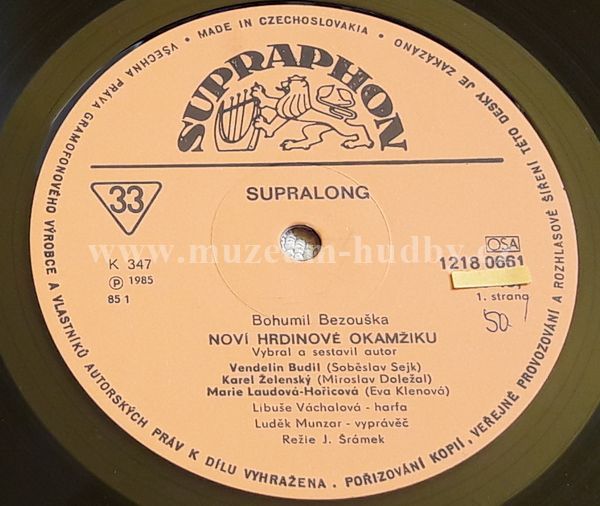 VŠECHNA PRÁVA GRAMOFONOVÉHO VÝROBCE A VLASTNÍKŮ AUTORSKÝCH PRÁV K DÍLU VYHRAŽENA. POŘIZOVÁNÍ KOPIÍ, VEŘEJNÉ PROVOZOVÁNÍ A ROZHLASOVÉ ŠÍŘENÍ TÉTO DESKY JE ZAKÁZÁNO • MADE IN CZECHOSLOVAKIA •
SUPRAPHON
33
SUPRALONG
www.muzeum-hudby.c
K 347
OSA
℗ 1985
1218 0661
85 1
1. strana
50
Bohumil Bezouška
NOVÍ HRDINOVÉ OKAMŽIKU
Vybral a sestavil autor
Vendelín Budil (Soběslav Sejk)
Karel Želenský (Miroslav Doležal)
Marie Laudová-Hořicová (Eva Klenová)
Libuše Váchalová - harfa
Luděk Munzar - vyprávěč
Režie J. Šrámek